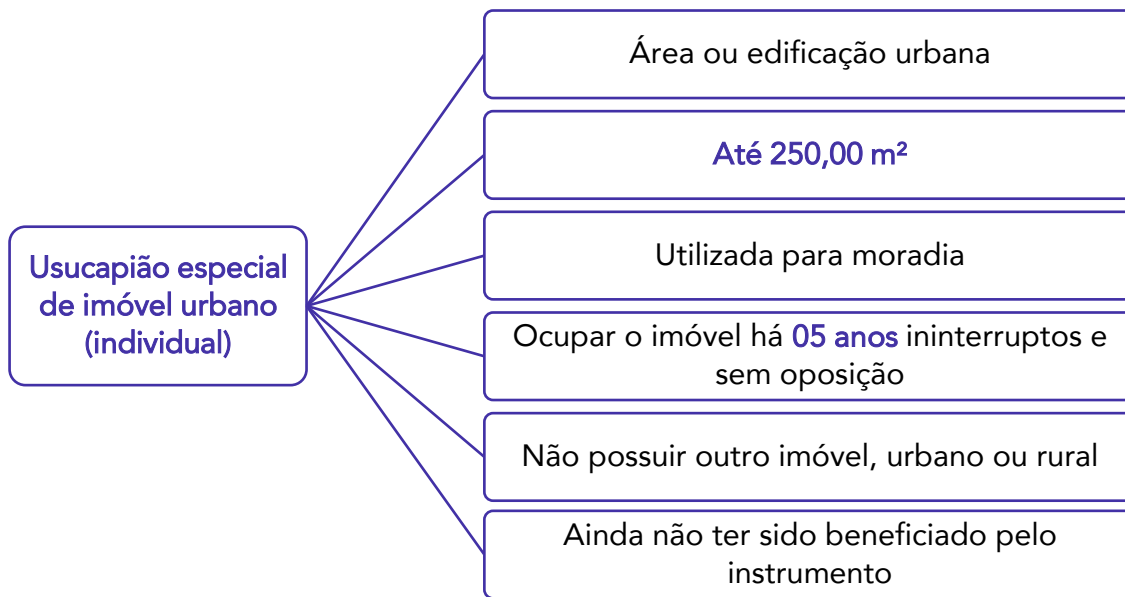 Usucapião especial
de imóvel urbano
(individual)
Área ou edificação urbana
Até 250,00 m²
Utilizada para moradia
Ocupar o imóvel há 05 anos ininterruptos e
sem oposição
Não possuir outro imóvel, urbano ou rural
Ainda não ter sido beneficiado pelo
instrumento